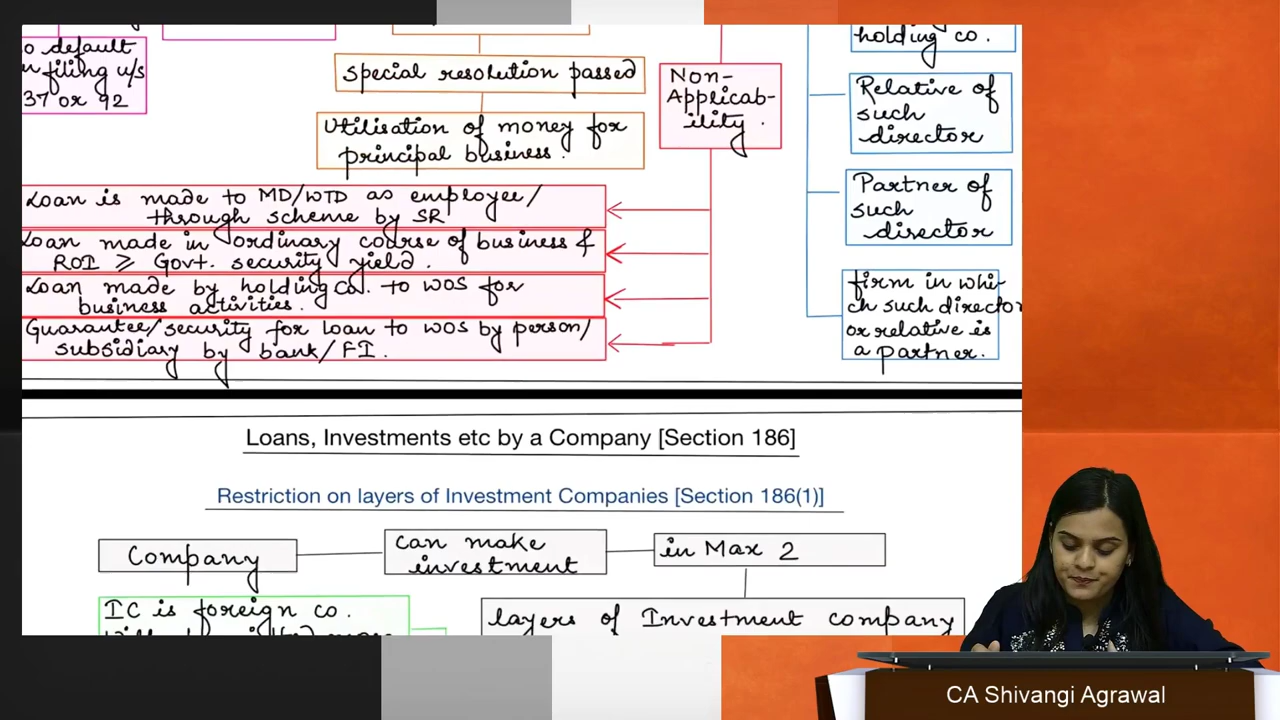 o default
n filing u/s
37 or 92
special resolution passed
Utilisation of money for
principal business.
Non-
Applicab-
ility.
holding co.
Relative of
such
director
Partner of
such
director
firm in whi-
ch such director
or relative is
a partner.
Loan is made to MD/WTD as employee/
through scheme by SR
Loan made in ordinary course of business &
ROI ⩾ Govt. security yield.
Loan made by holding Co. to WOS for
business activities.
Guarantee/security for Loan to WOS by person/
subsidiary by bank/FI.
Loans, Investments etc by a Company [Section 186]
Restriction on layers of Investment Companies [Section 186(1)]
Company
can make
investment
in Max 2
IC is foreign co.
layers of Investment company
CA Shivangi Agrawal